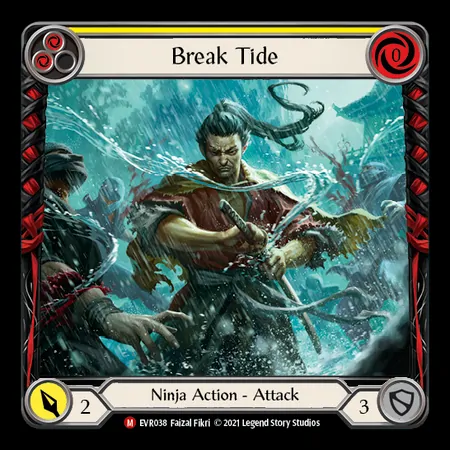 Break Tide
0
Ninja Action - Attack
2
3
M EVR038 Faizal Fikri © 2021 Legend Story Studios